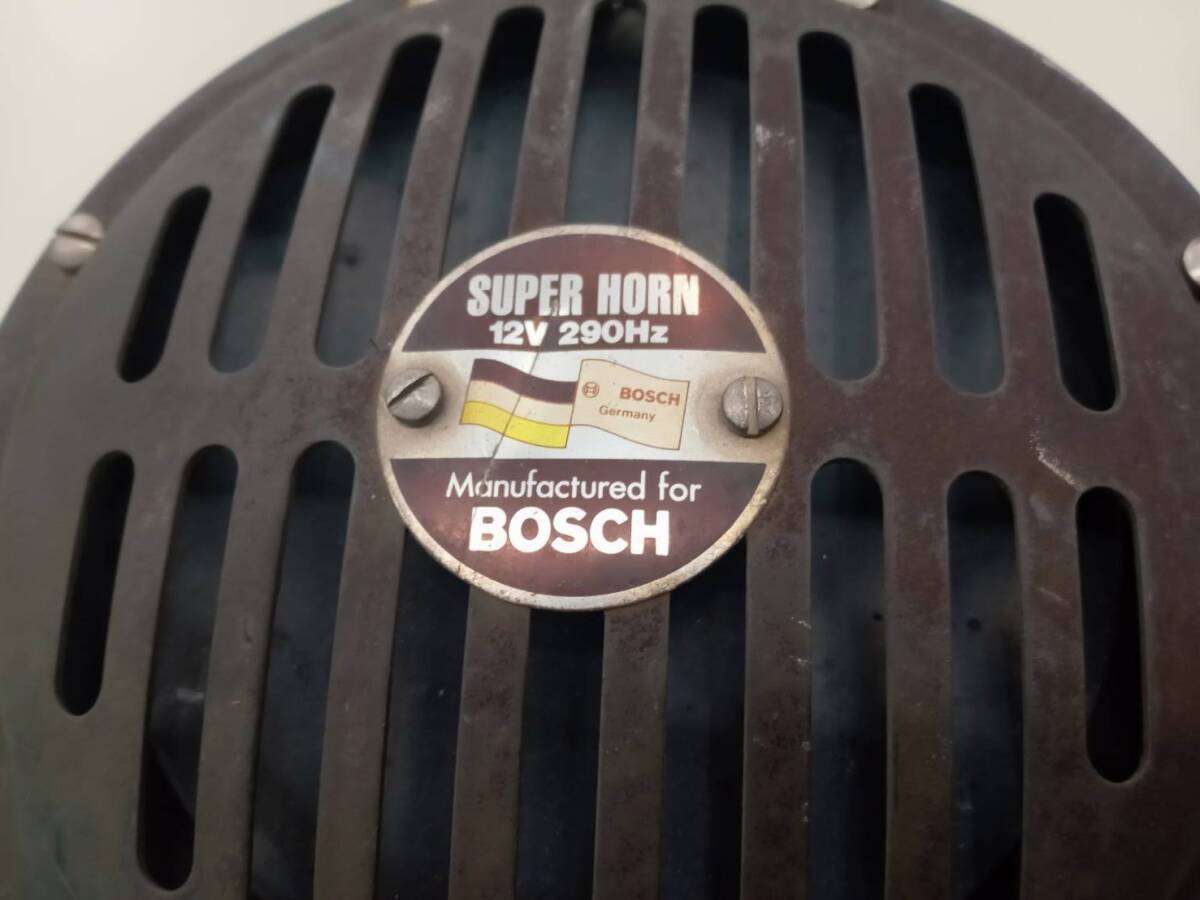 SUPER HORN
12V 290Hz
BOSCH
Germany
Manufactured for
BOSCH